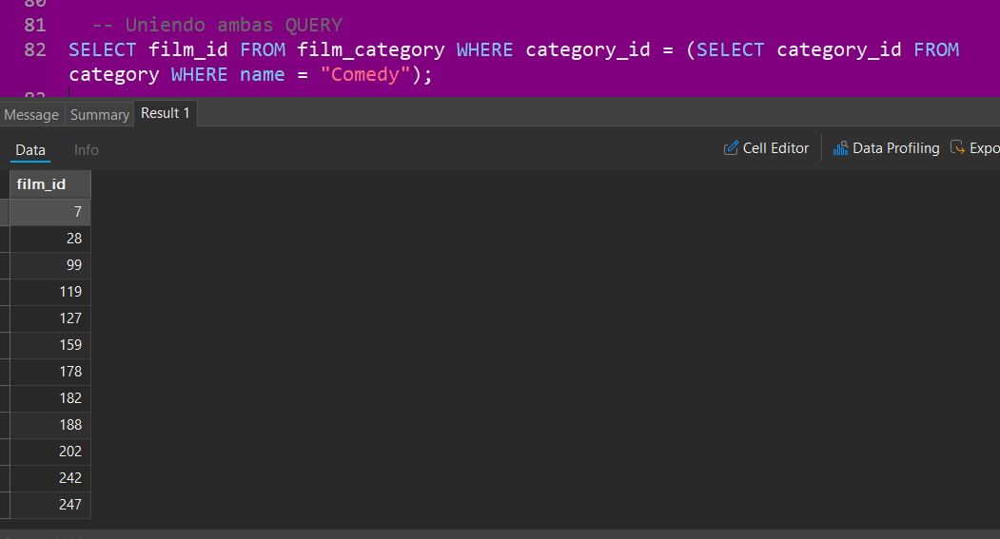 80
81 -- Uniendo ambas QUERY
82 SELECT film_id FROM film_category WHERE category_id = (SELECT category_id FROM
category WHERE name = "Comedy");
Message Summary Result 1
Data Info Cell Editor Data Profiling Expo
film_id
7
28
99
119
127
159
178
182
188
202
242
247